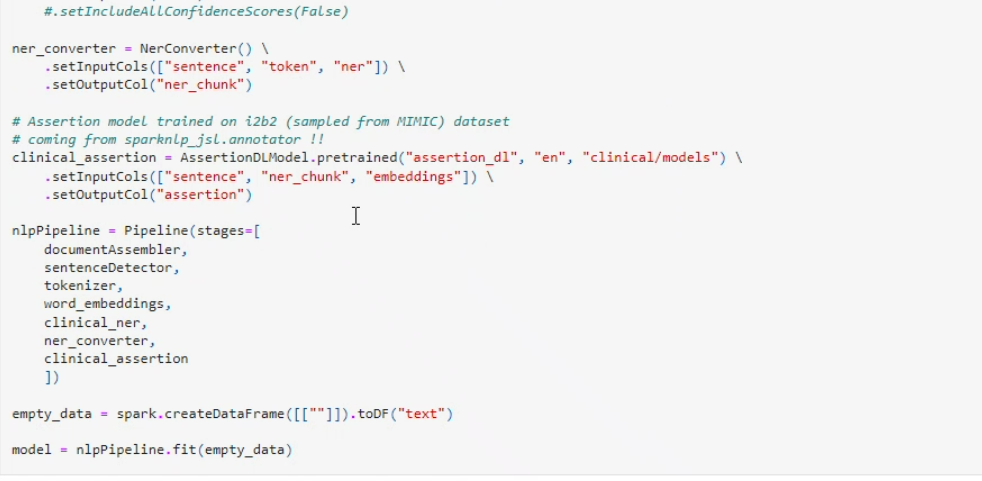 #.setIncludeAllConfidenceScores(False)
ner_converter = NerConverter() \
.setInputCols(["sentence", "token", "ner"]) \
.setOutputCol("ner_chunk")
# Assertion model trained on i2b2 (sampled from MIMIC) dataset
# coming from sparknlp_jsl.annotator !!
clinical_assertion = AssertionDLModel.pretrained("assertion_dl", "en", "clinical/models") \
.setInputCols(["sentence", "ner_chunk", "embeddings"]) \
.setOutputCol("assertion")
nlpPipeline = Pipeline(stages=[
documentAssembler,
sentenceDetector,
tokenizer,
word_embeddings,
clinical_ner,
ner_converter,
clinical_assertion
])
empty_data = spark.createDataFrame([[""]]).toDF("text")
model = nlpPipeline.fit(empty_data)